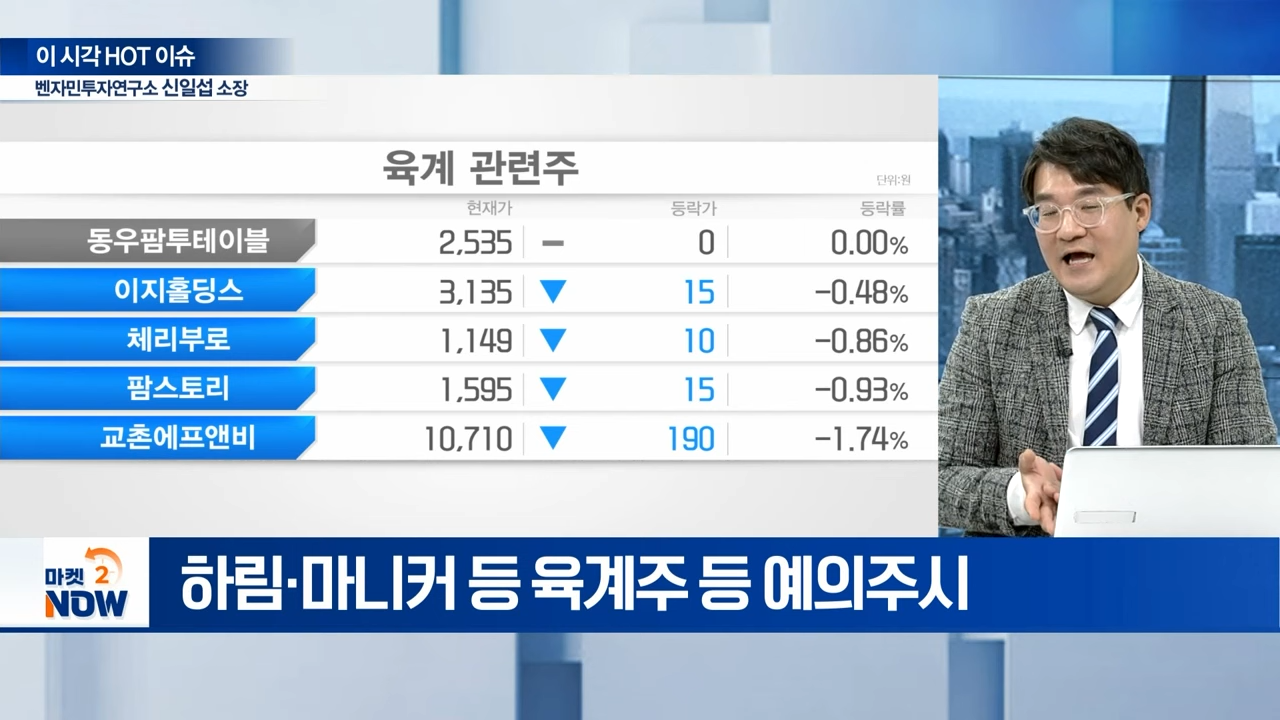 이 시각 HOT 이슈
벤자민투자연구소 신일섭 소장
육계 관련주
단위:원
현재가 등락가 등락률
동우팜투테이블 2,535 － 0 0.00%
이지홀딩스 3,135 ▼ 15 -0.48%
체리부로 1,149 ▼ 10 -0.86%
팜스토리 1,595 ▼ 15 -0.93%
교촌에프앤비 10,710 ▼ 190 -1.74%
마켓 2
NOW
하림·마니커 등 육계주 등 예의주시